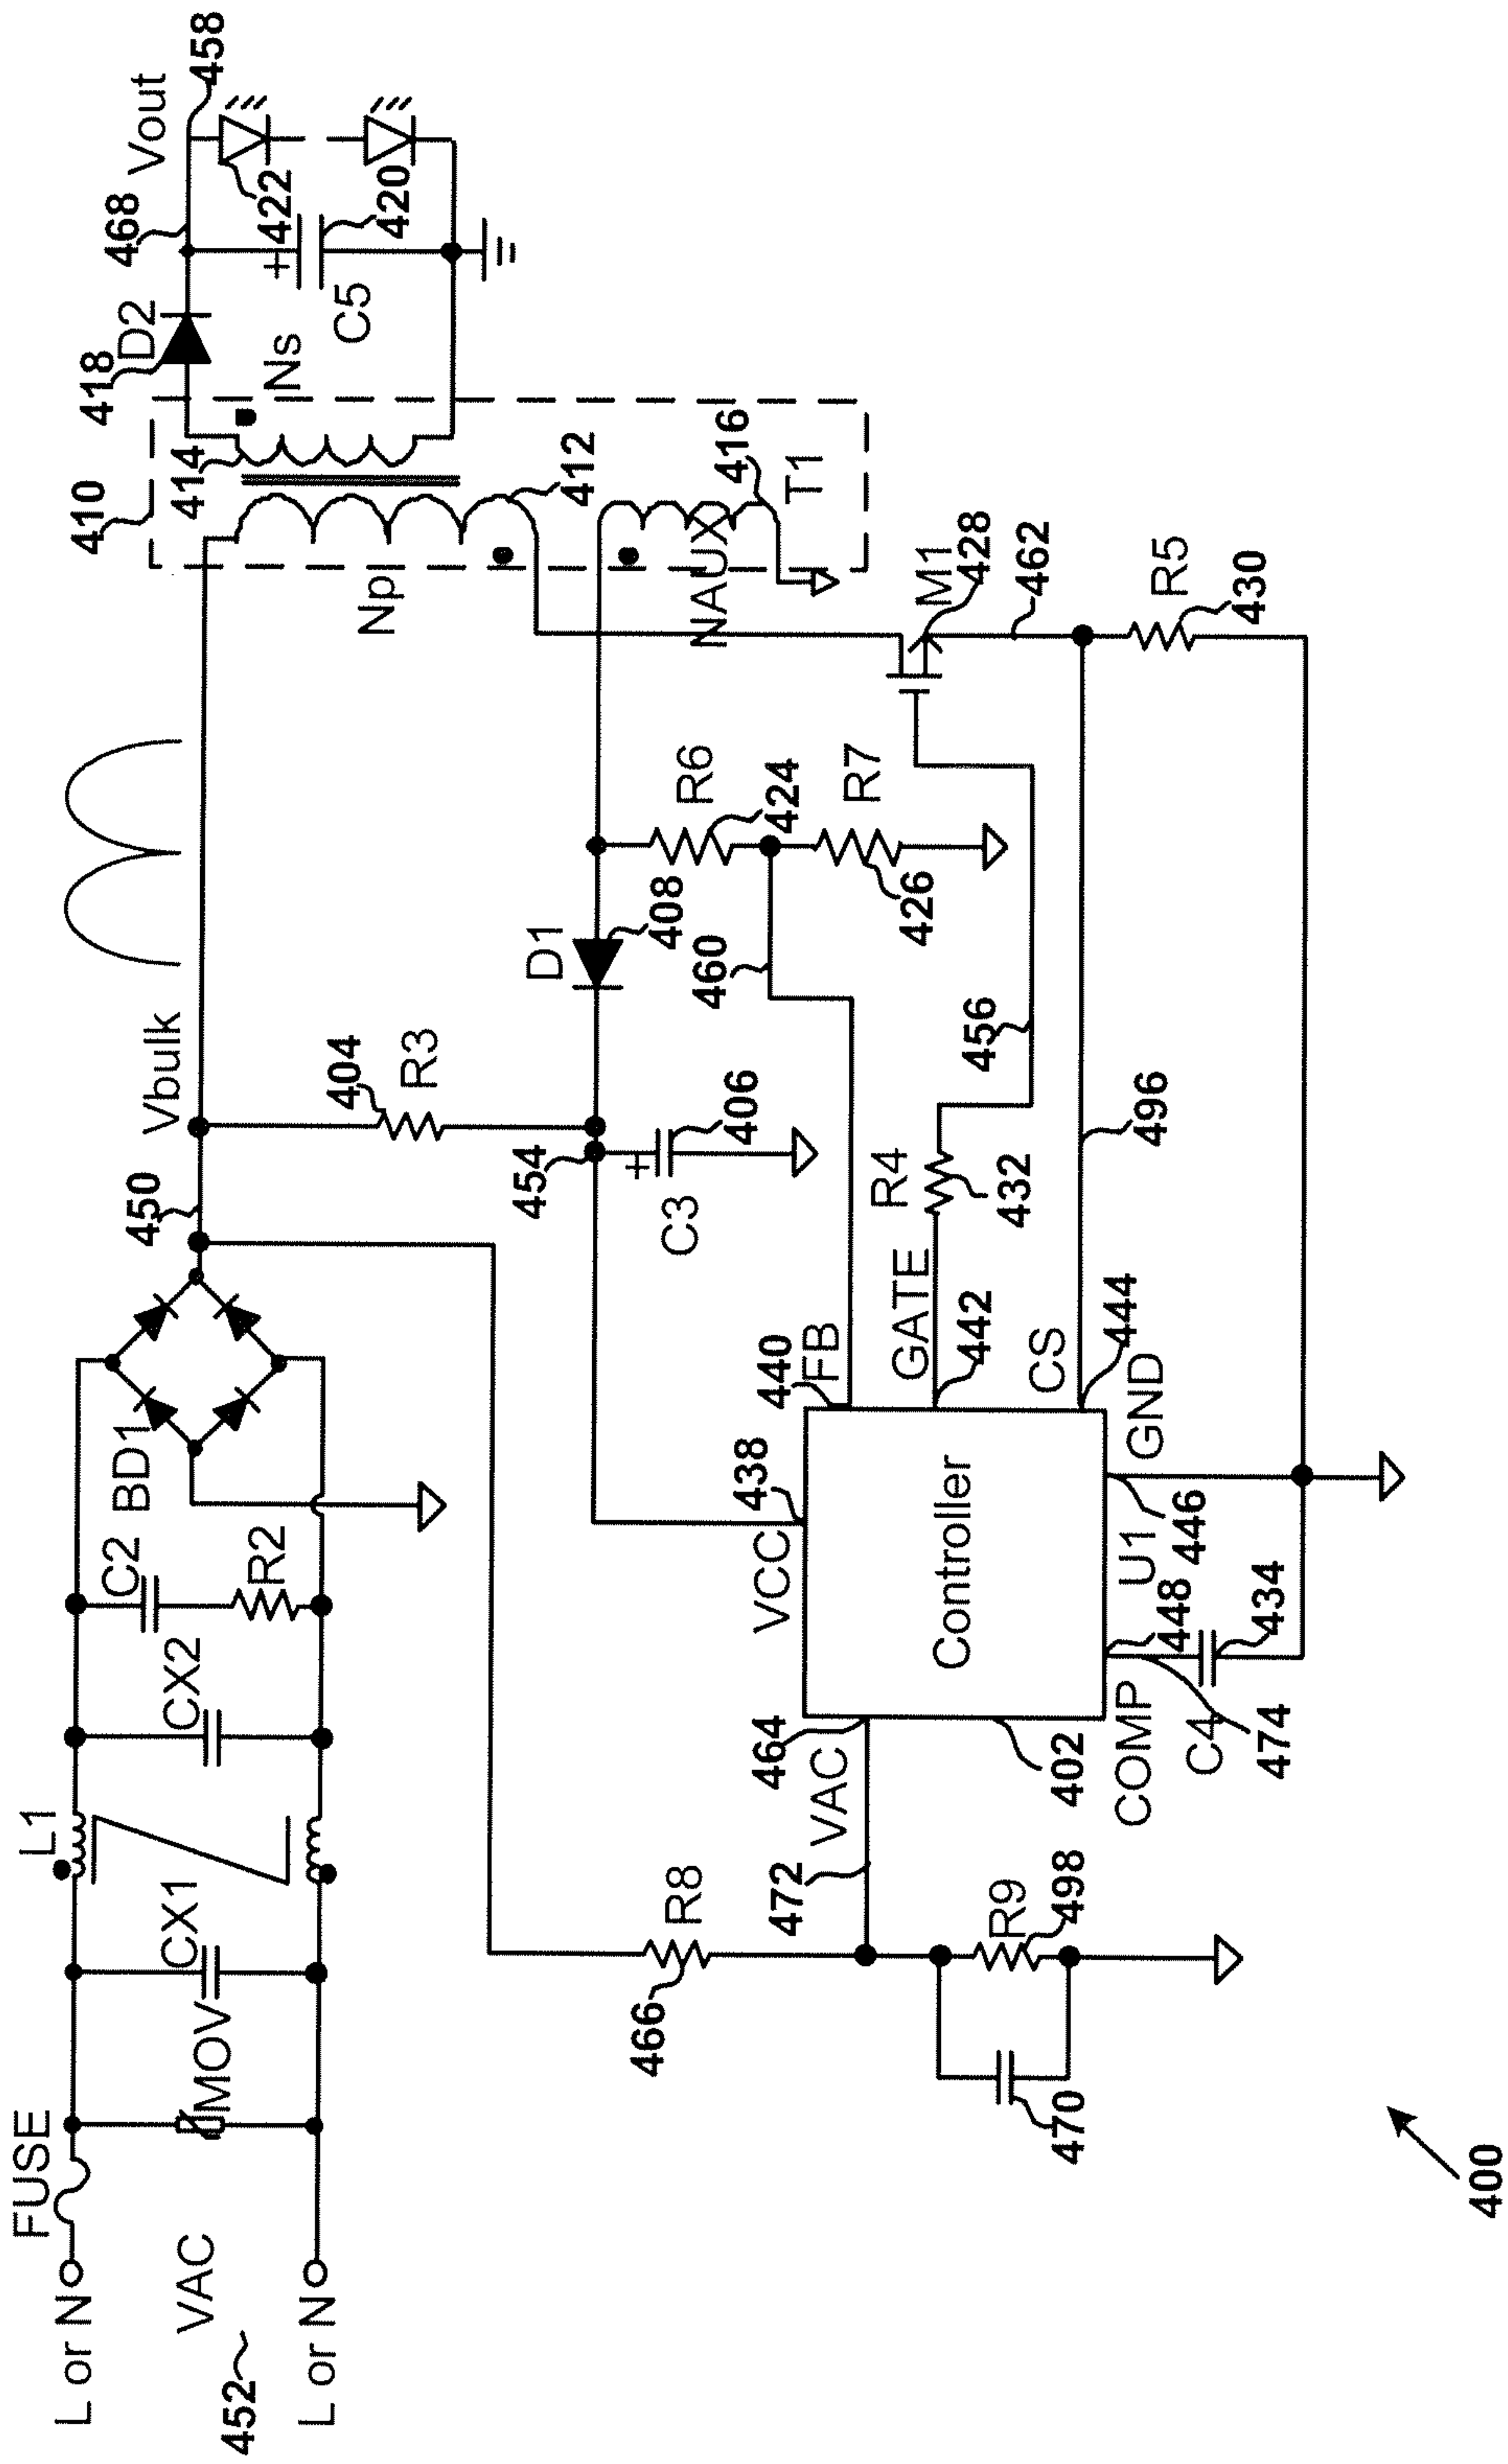 L or N
FUSE
VAC
452
L or N
MOV
CX1
L1
CX2
C2
R2
BD1
450
Vbulk
410
Np
412
414
Ns
418
D2
468
Vout
458
422
420
C5
404
R3
454
406
C3
D1
408
460
R6
424
R7
426
NAUX
416
T1
M1
428
462
R5
430
466
R8
472
R9
498
470
VAC
464
VCC
438
440
FB
Controller
402
GATE
442
R4
432
456
CS
444
496
COMP
448
U1
446
GND
C4
434
474
400